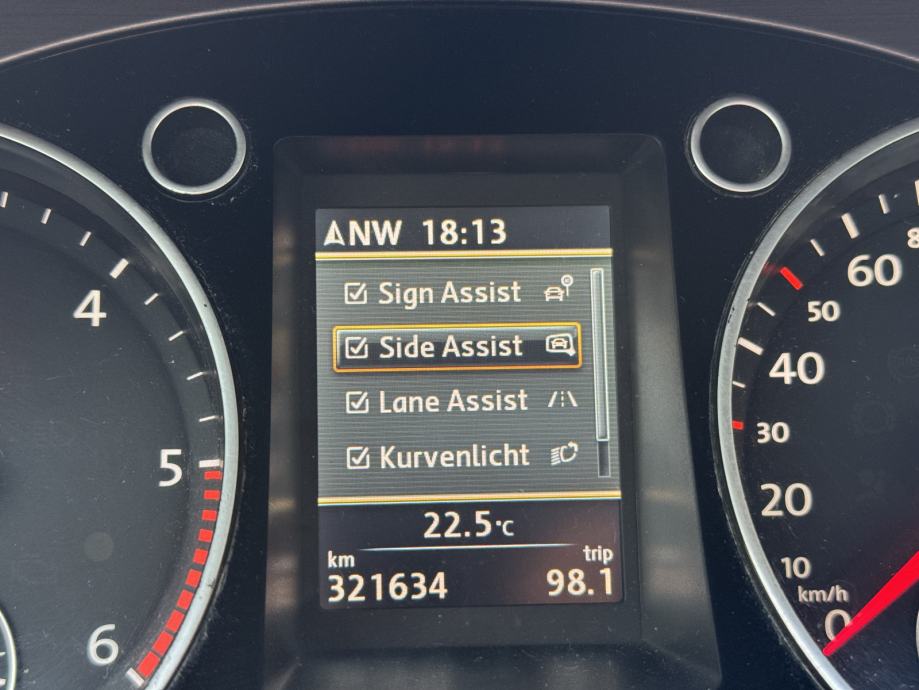 NW 18:13
Sign Assist
Side Assist
Lane Assist
Kurvenlicht
22.5°C
km trip
321634 98.1
4
5
6
60
50
40
30
20
10
km/h
0